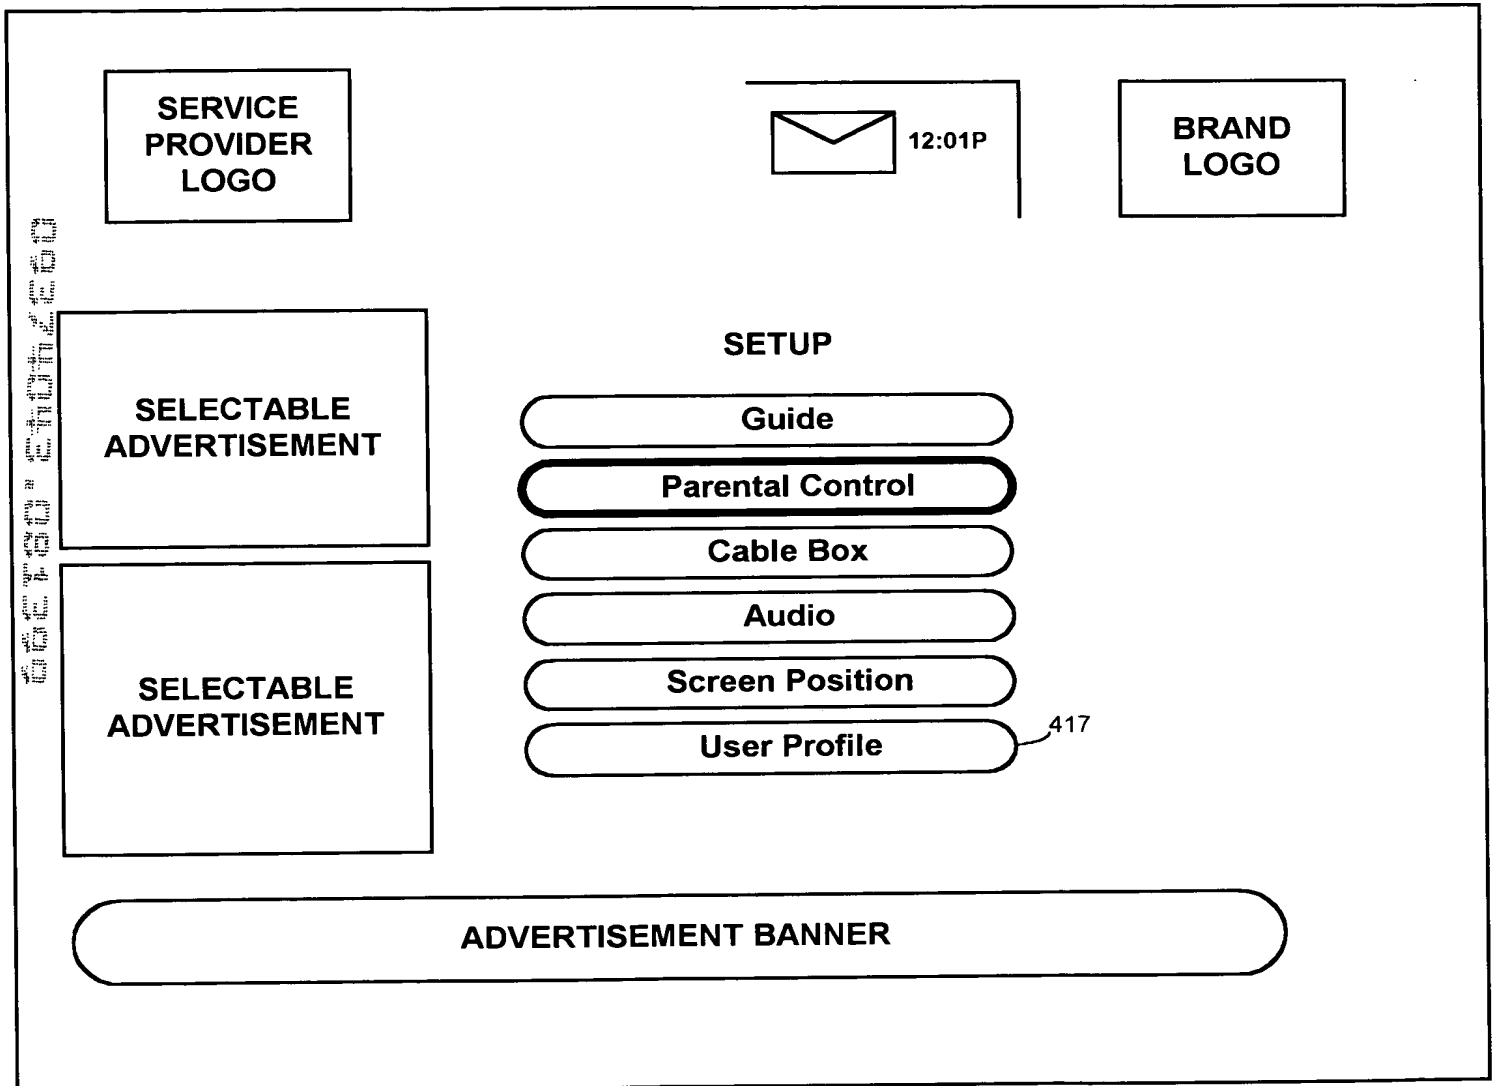 SERVICE
PROVIDER
LOGO
12:01P
BRAND
LOGO
SELECTABLE
ADVERTISEMENT
SELECTABLE
ADVERTISEMENT
SETUP
Guide
Parental Control
Cable Box
Audio
Screen Position
User Profile
417
ADVERTISEMENT BANNER